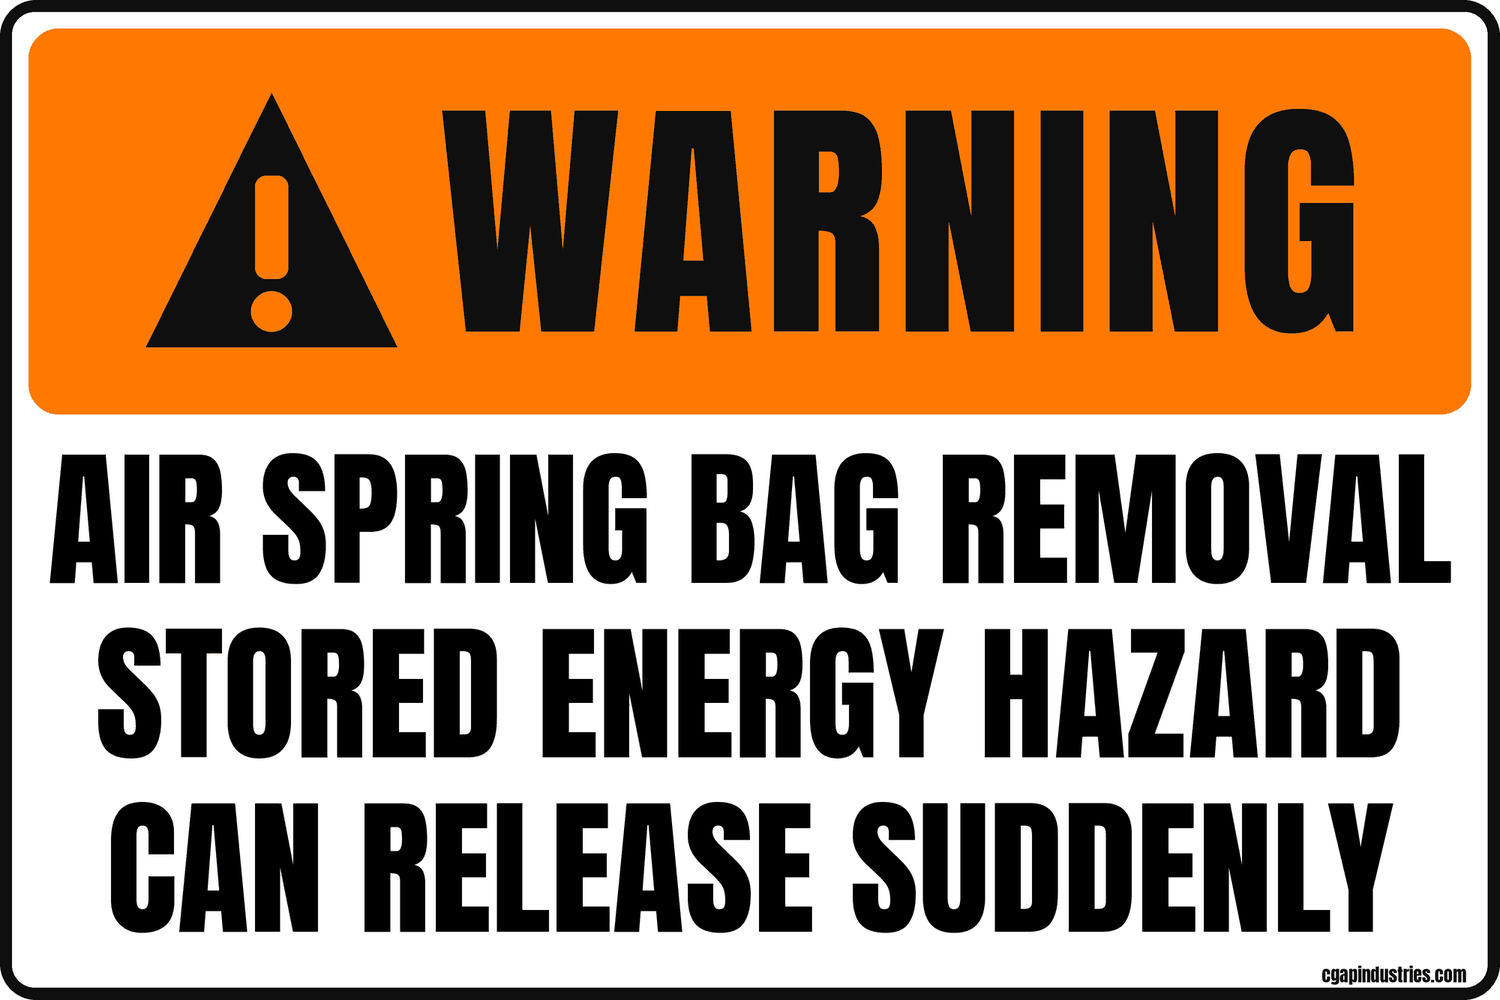 WARNING
AIR SPRING BAG REMOVAL
STORED ENERGY HAZARD
CAN RELEASE SUDDENLY
cgapindustries.com